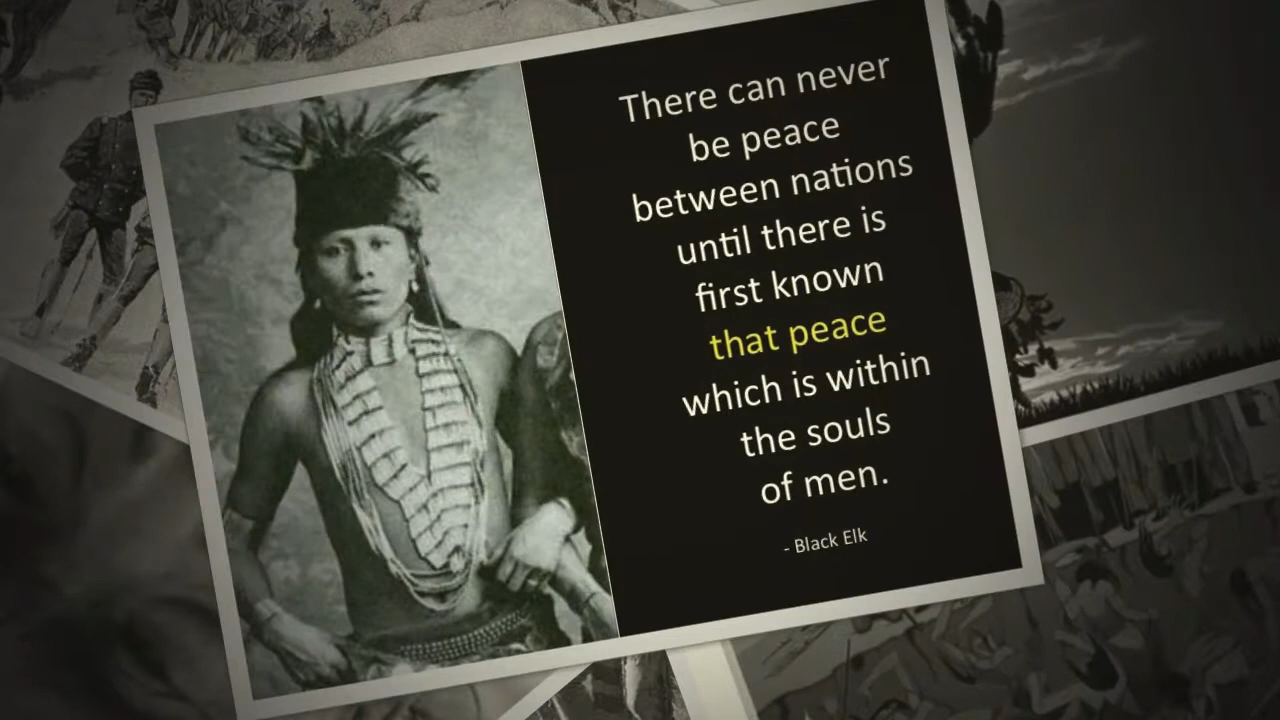 There can never
be peace
between nations
until there is
first known
that peace
which is within
the souls
of men.
- Black Elk